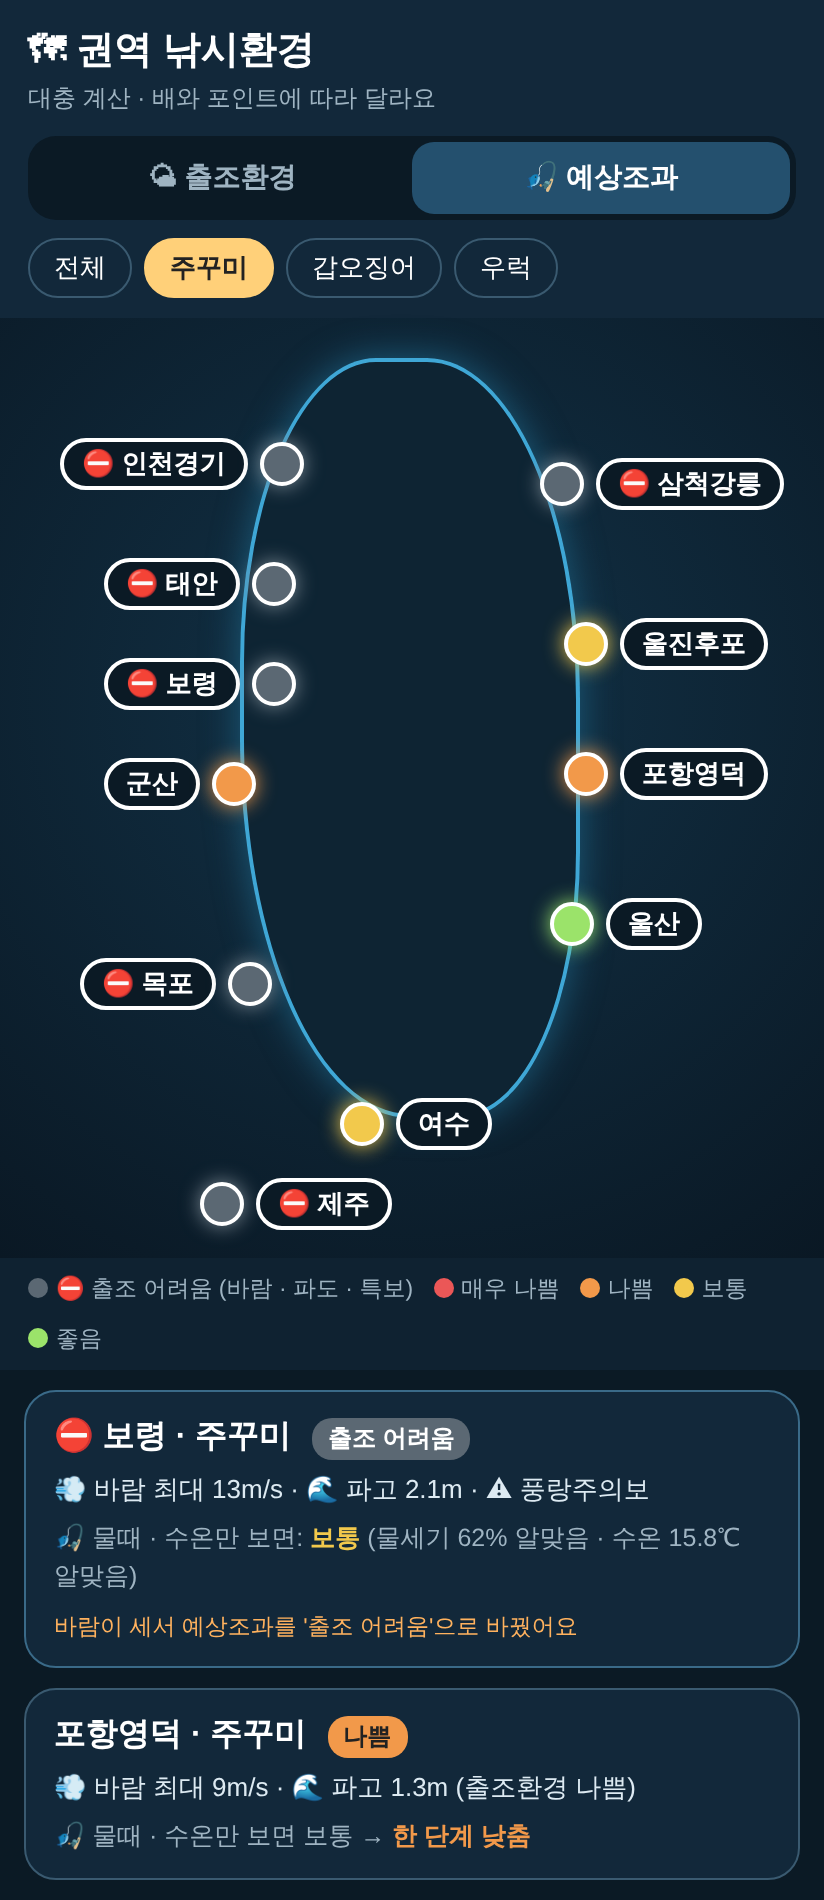 권역 낚시환경
대충 계산 · 배와 포인트에 따라 달라요
출조환경
예상조과
전체
주꾸미
갑오징어
우럭
인천경기
삼척강릉
태안
울진후포
보령
포항영덕
군산
울산
목포
여수
제주
출조 어려움 (바람 · 파도 · 특보)
매우 나쁨
나쁨
보통
좋음
보령 · 주꾸미
출조 어려움
바람 최대 13m/s · 파고 2.1m · ⚠ 풍랑주의보
물때 · 수온만 보면: 보통 (물세기 62% 알맞음 · 수온 15.8℃
알맞음)
바람이 세서 예상조과를 '출조 어려움'으로 바꿨어요
포항영덕 · 주꾸미
나쁨
바람 최대 9m/s · 파고 1.3m (출조환경 나쁨)
물때 · 수온만 보면 보통 → 한 단계 낮춤